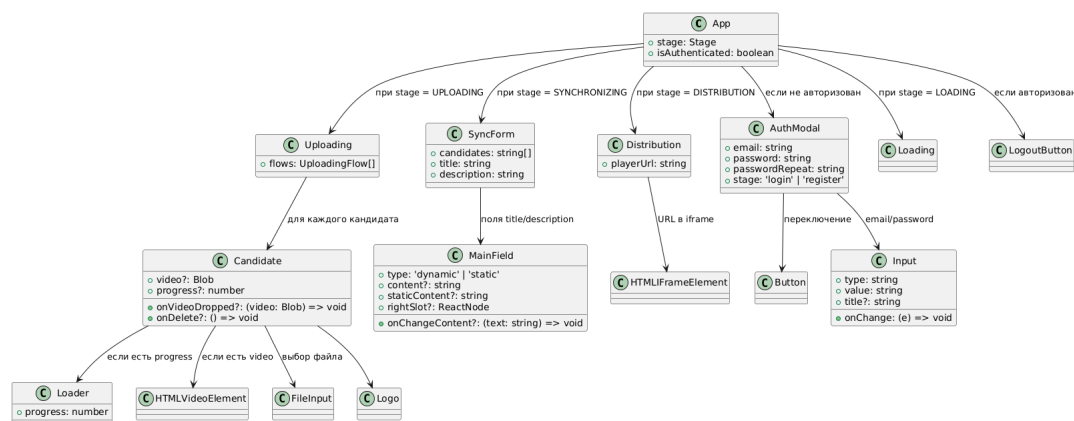 C App
+ stage: Stage
+ isAuthenticated: boolean
при stage = UPLOADING
при stage = SYNCHRONIZING
при stage = DISTRIBUTION
если не авторизован
при stage = LOADING
если авторизован
C Uploading
+ flows: UploadingFlow[]
C SyncForm
+ candidates: string[]
+ title: string
+ description: string
C Distribution
+ playerUrl: string
C AuthModal
+ email: string
+ password: string
+ passwordRepeat: string
+ stage: 'login' | 'register'
C Loading
C LogoutButton
для каждого кандидата
поля title/description
URL в iframe
переключение
email/password
C Candidate
+ video?: Blob
+ progress?: number
+ onVideoDropped?: (video: Blob) => void
+ onDelete?: () => void
C MainField
+ type: 'dynamic' | 'static'
+ content?: string
+ staticContent?: string
+ rightSlot?: ReactNode
+ onChangeContent?: (text: string) => void
C HTMLIFrameElement
C Button
C Input
+ type: string
+ value: string
+ title?: string
+ onChange: (e) => void
если есть progress
если есть video
выбор файла
C Loader
+ progress: number
C HTMLVideoElement
C FileInput
C Logo